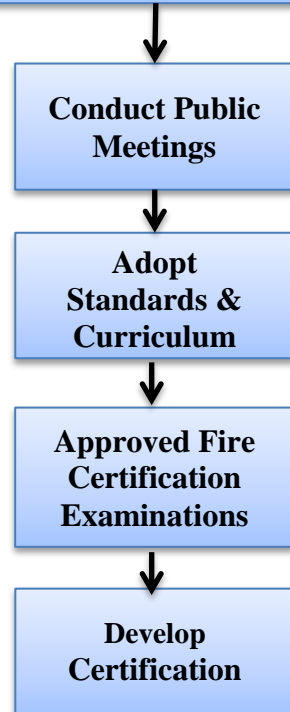 Conduct Public
Meetings
Adopt
Standards &
Curriculum
Approved Fire
Certification
Examinations
Develop
Certification